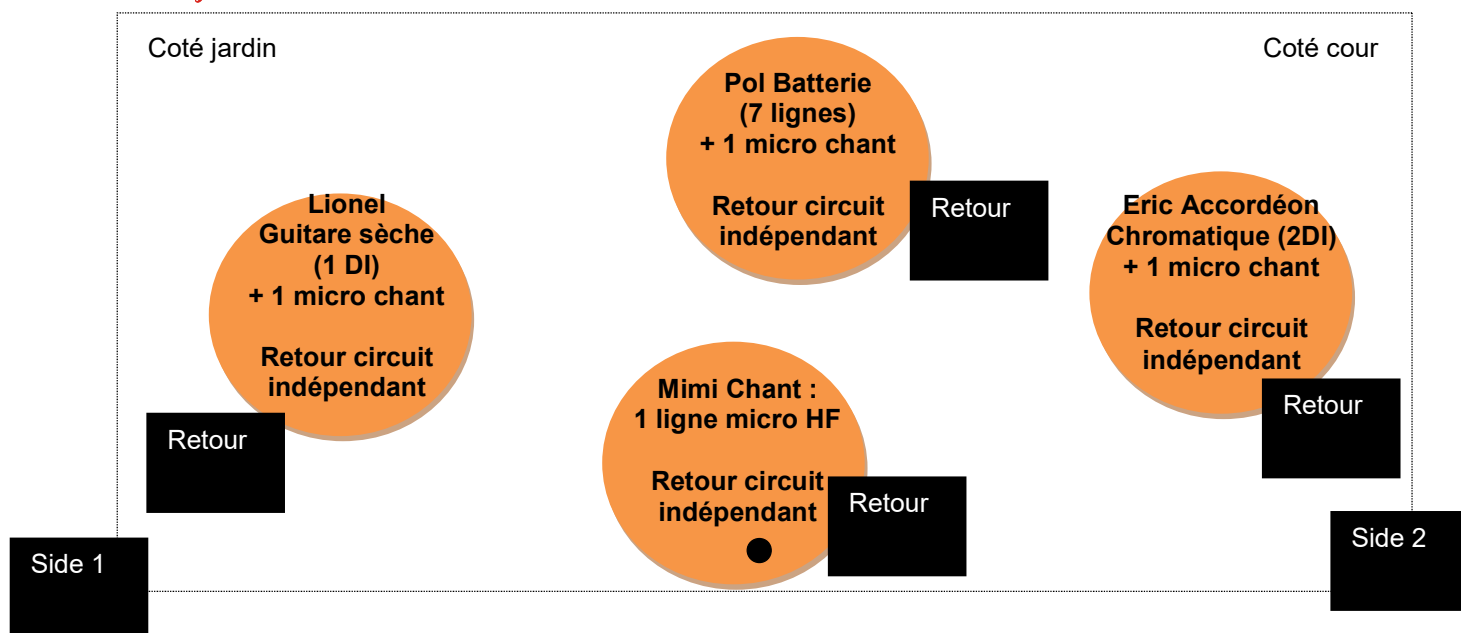 Coté jardin
Coté cour
Pol Batterie
(7 lignes)
+ 1 micro chant
Retour circuit
indépendant
Retour
Lionel
Guitare sèche
(1 DI)
+ 1 micro chant
Retour circuit
indépendant
Retour
Eric Accordéon
Chromatique (2DI)
+ 1 micro chant
Retour circuit
indépendant
Retour
Mimi Chant :
1 ligne micro HF
Retour circuit
indépendant
Retour
Side 1
Side 2